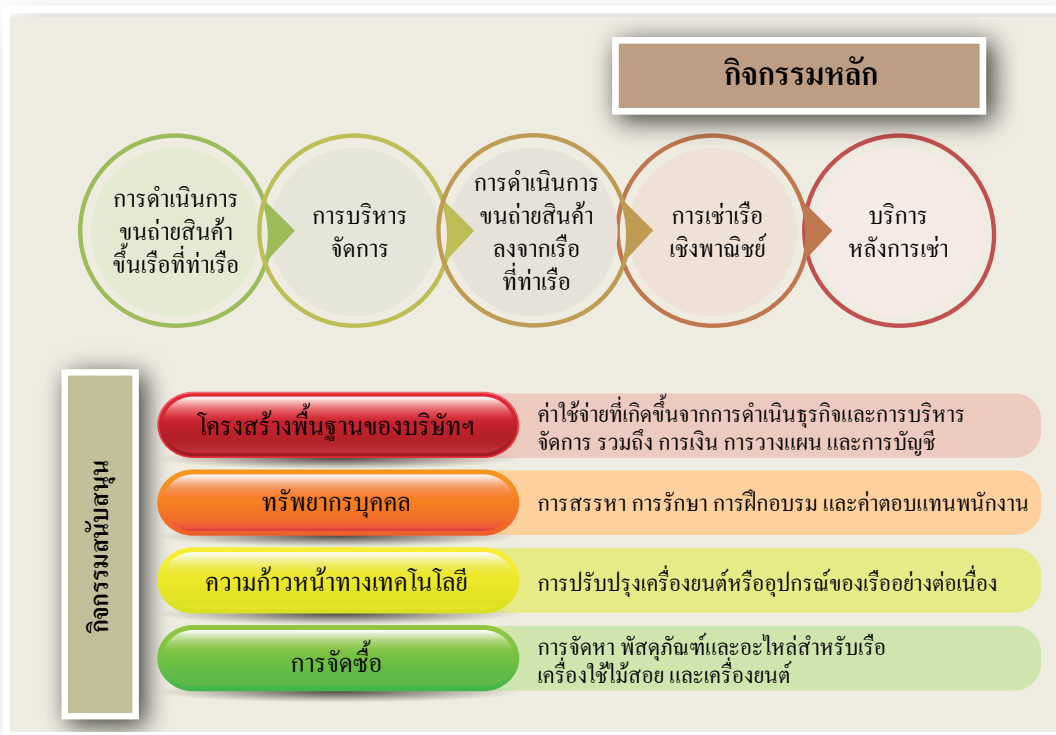 กิจกรรมหลัก
การดำเนินการ
ขนถ่ายสินค้า
ขึ้นเรือที่ท่าเรือ
การบริหาร
จัดการ
การดำเนินการ
ขนถ่ายสินค้า
ลงจากเรือ
ที่ท่าเรือ
การเช่าเรือ
เชิงพาณิชย์
บริการ
หลังการเช่า
กิจกรรมสนับสนุน
โครงสร้างพื้นฐานของบริษัทฯ
ค่าใช้จ่ายที่เกิดขึ้นจากการดำเนินธุรกิจและการบริหาร
จัดการ รวมถึง การเงิน การวางแผน และการบัญชี
ทรัพยากรบุคคล
การสรรหา การรักษา การฝึกอบรม และค่าตอบแทนพนักงาน
ความก้าวหน้าทางเทคโนโลยี
การปรับปรุงเครื่องยนต์หรืออุปกรณ์ของเรืออย่างต่อเนื่อง
การจัดซื้อ
การจัดหา พัสดุภัณฑ์และอะไหล่สำหรับเรือ
เครื่องใช้ไม้สอย และเครื่องยนต์